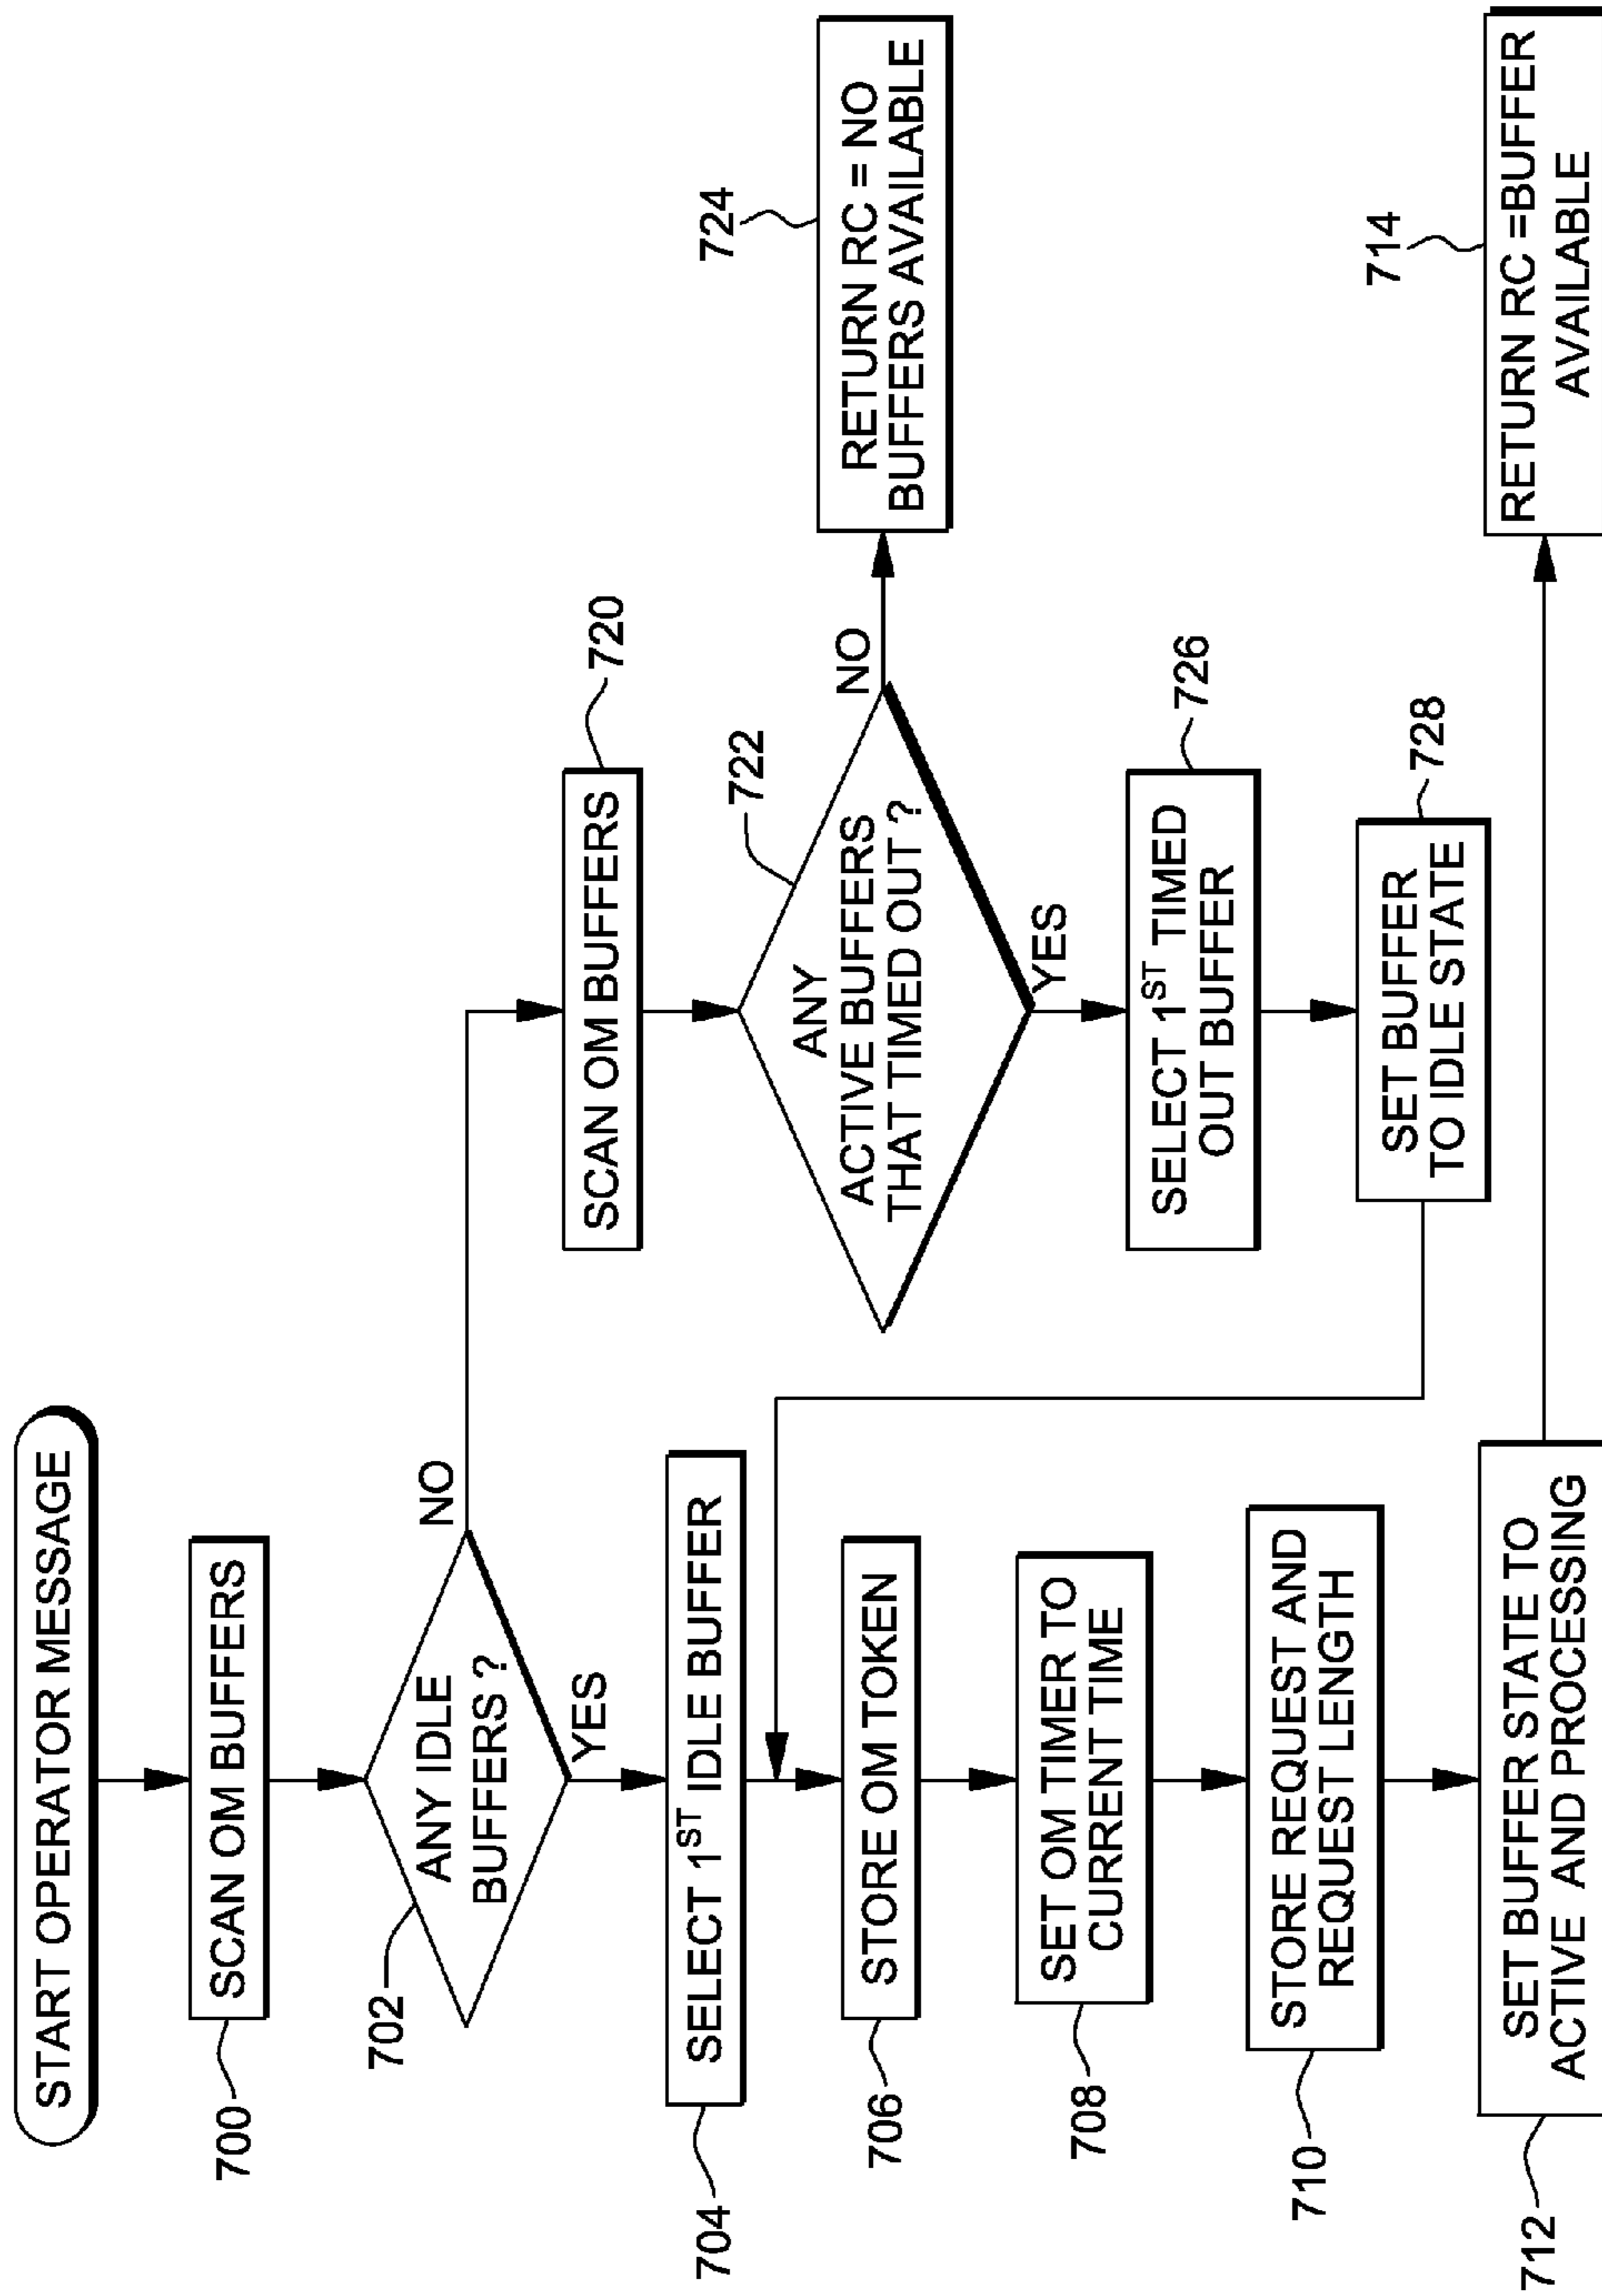 START OPERATOR MESSAGE
700
SCAN OM BUFFERS
702
ANY IDLE
BUFFERS ?
NO
YES
704
SELECT 1ST IDLE BUFFER
706
STORE OM TOKEN
708
SET OM TIMER TO
CURRENT TIME
710
STORE REQUEST AND
REQUEST LENGTH
712
SET BUFFER STATE TO
ACTIVE AND PROCESSING
720
SCAN OM BUFFERS
722
ANY
ACTIVE BUFFERS
THAT TIMED OUT ?
NO
YES
724
RETURN RC = NO
BUFFERS AVAILABLE
726
SELECT 1ST TIMED
OUT BUFFER
728
SET BUFFER
TO IDLE STATE
714
RETURN RC =BUFFER
AVAILABLE